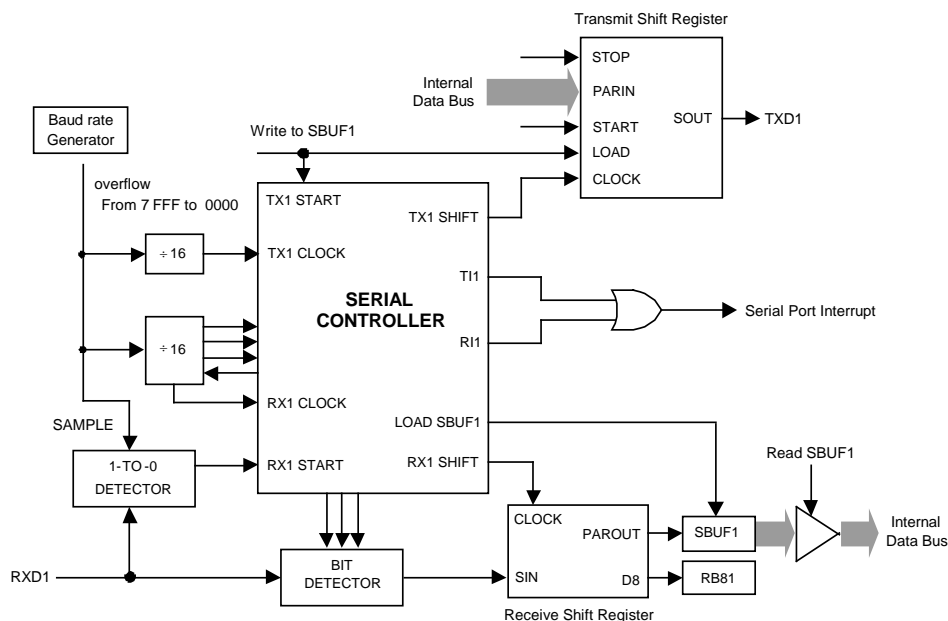 Transmit Shift Register
STOP
Internal
Data Bus
PARIN
SOUT
TXD1
START
LOAD
CLOCK
Baud rate
Generator
Write to SBUF1
overflow
From 7 FFF to 0000
TX1 START
TX1 SHIFT
÷ 16
TX1 CLOCK
TI1
SERIAL
CONTROLLER
Serial Port Interrupt
÷ 16
RI1
RX1 CLOCK
SAMPLE
LOAD SBUF1
1-TO -0
DETECTOR
RX1 START
RX1 SHIFT
Read SBUF1
CLOCK
PAROUT
SBUF1
Internal
Data Bus
RXD1
BIT
DETECTOR
SIN
D8
RB81
Receive Shift Register